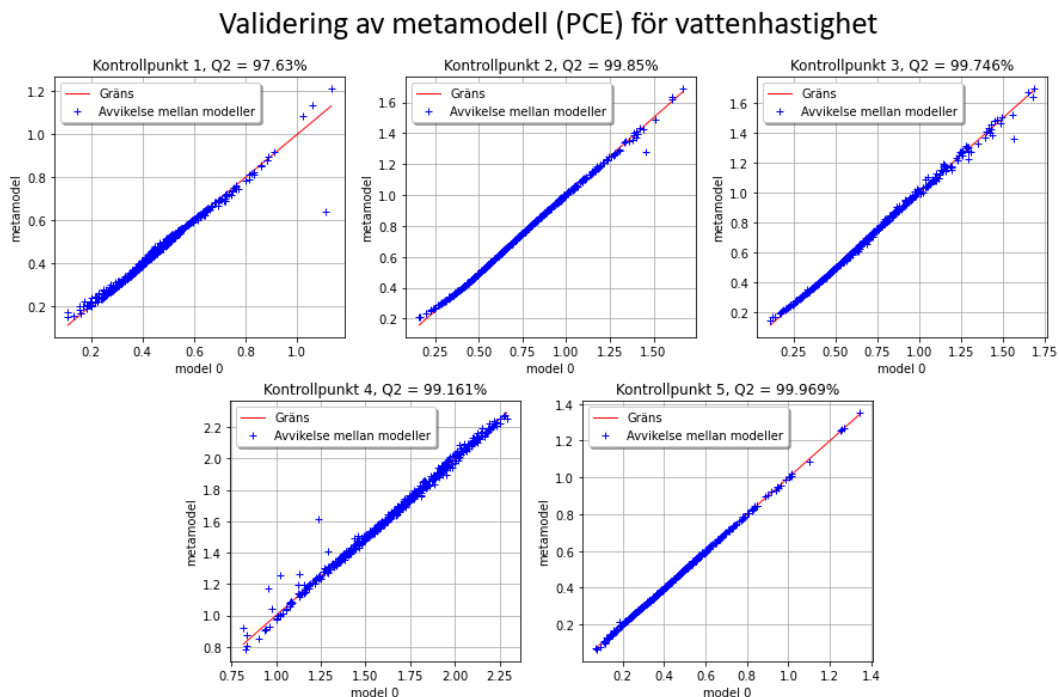 Validering av metamodell (PCE) för vattenhastighet
Kontrollpunkt 1, Q2 = 97.63%
Gräns
Avvikelse mellan modeller
metamodel
1.2
1.0
0.8
0.6
0.4
0.2
0.2 0.4 0.6 0.8 1.0
model 0
Kontrollpunkt 2, Q2 = 99.85%
Gräns
Avvikelse mellan modeller
metamodel
1.6
1.4
1.2
1.0
0.8
0.6
0.4
0.2
0.25 0.50 0.75 1.00 1.25 1.50
model 0
Kontrollpunkt 3, Q2 = 99.746%
Gräns
Avvikelse mellan modeller
metamodel
1.6
1.4
1.2
1.0
0.8
0.6
0.4
0.2
0.25 0.50 0.75 1.00 1.25 1.50 1.75
model 0
Kontrollpunkt 4, Q2 = 99.161%
Gräns
Avvikelse mellan modeller
metamodel
2.2
2.0
1.8
1.6
1.4
1.2
1.0
0.8
0.75 1.00 1.25 1.50 1.75 2.00 2.25
model 0
Kontrollpunkt 5, Q2 = 99.969%
Gräns
Avvikelse mellan modeller
metamodel
1.4
1.2
1.0
0.8
0.6
0.4
0.2
0.2 0.4 0.6 0.8 1.0 1.2 1.4
model 0